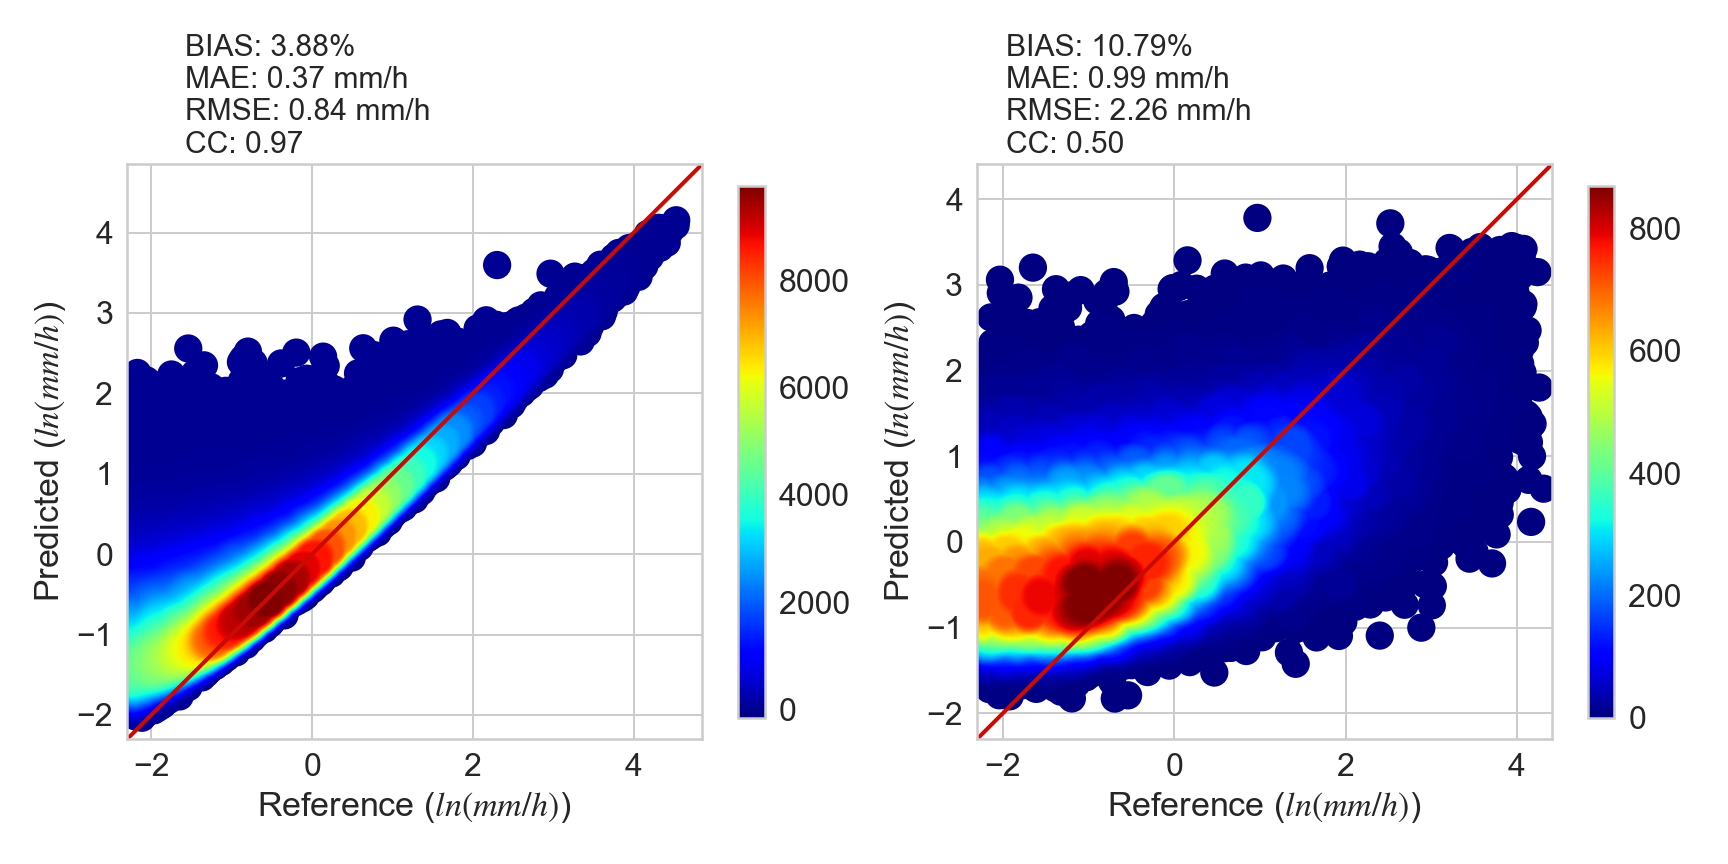 BIAS: 3.88%
MAE: 0.37 mm/h
RMSE: 0.84 mm/h
CC: 0.97
4
3
2
1
0
−1
−2
Predicted (ln(mm/h))
−2
0
2
4
Reference (ln(mm/h))
8000
6000
4000
2000
0
BIAS: 10.79%
MAE: 0.99 mm/h
RMSE: 2.26 mm/h
CC: 0.50
4
3
2
1
0
−1
−2
Predicted (ln(mm/h))
−2
0
2
4
Reference (ln(mm/h))
800
600
400
200
0